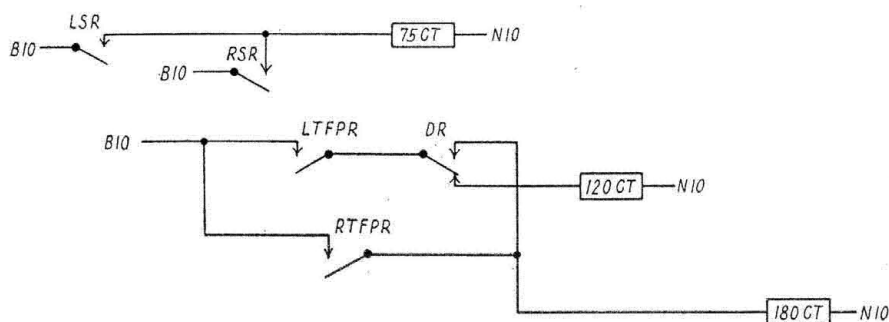 LSR
B10
75 CT
N10
RSR
B10
B10
LTFPR
DR
120 CT
N10
RTFPR
180 CT
N10